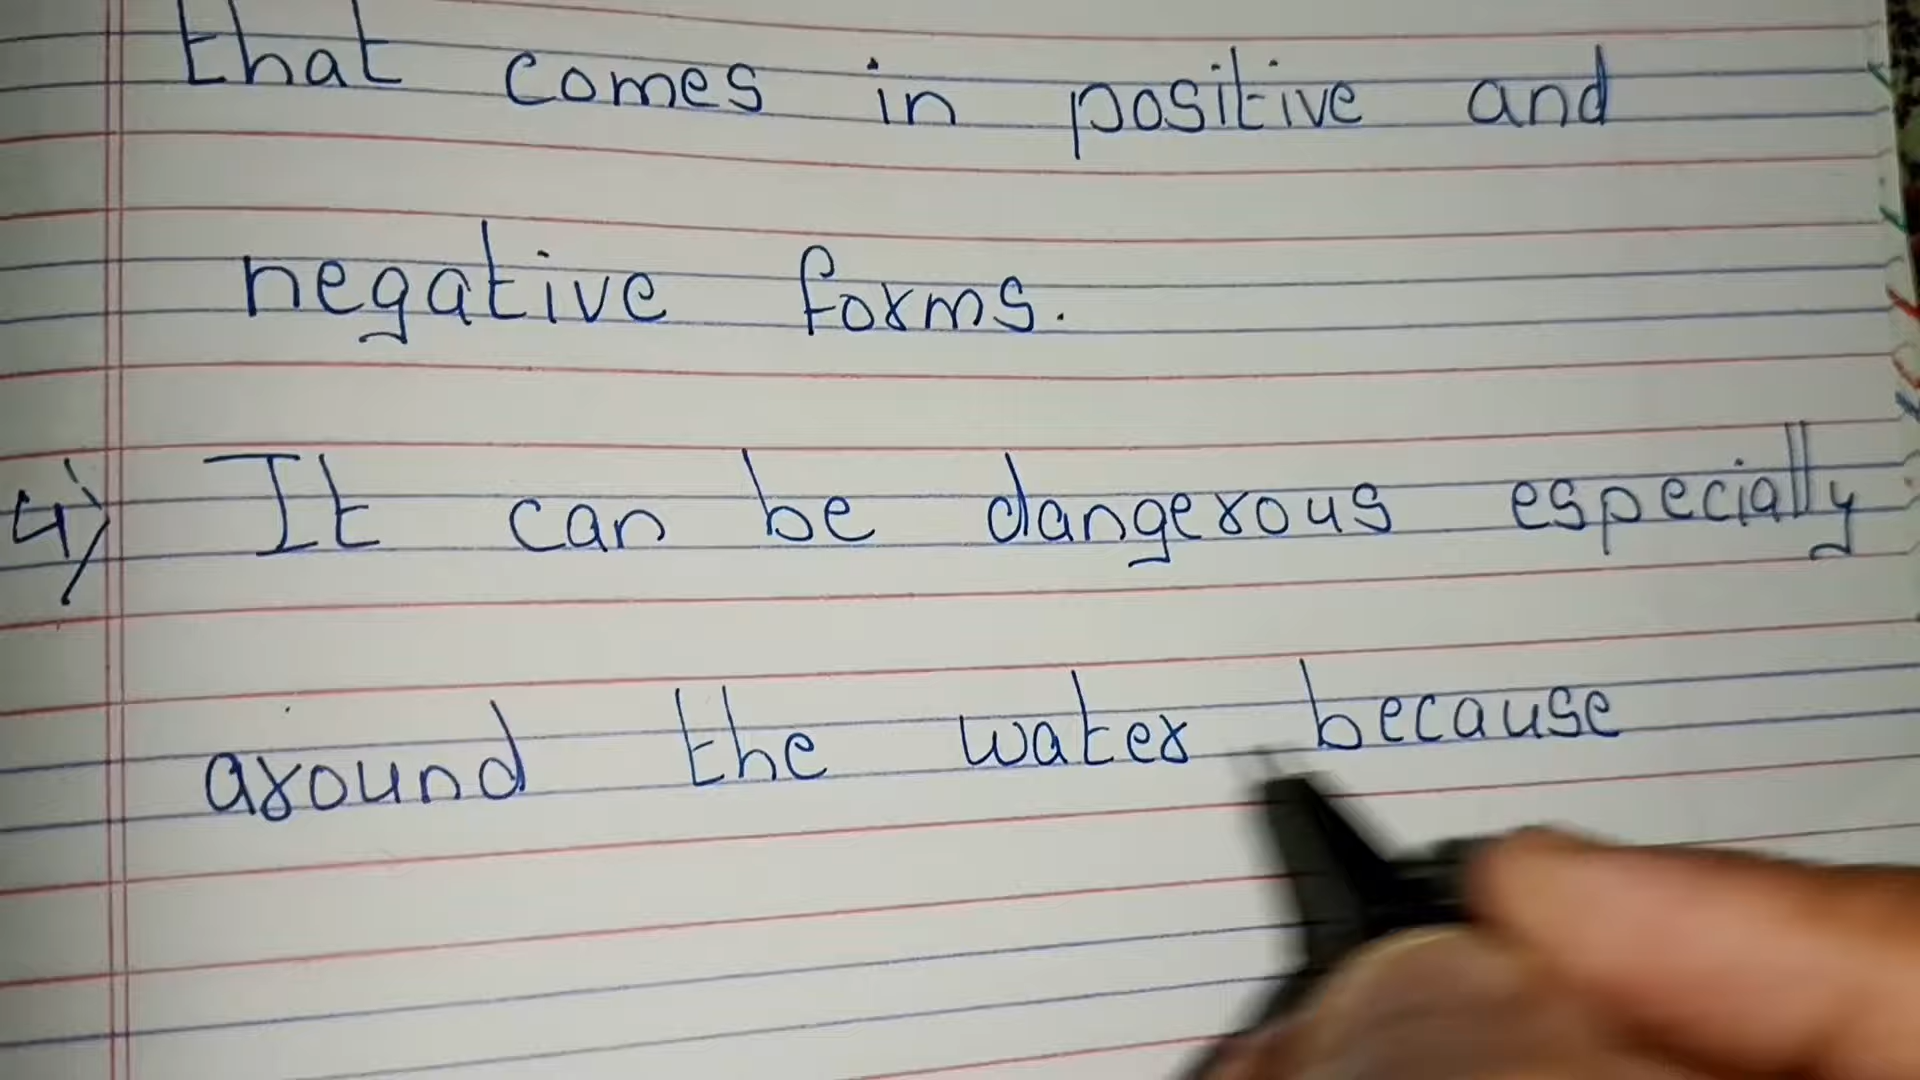 that comes in positive and
negative forms.
4) It can be dangerous especially
around the water because